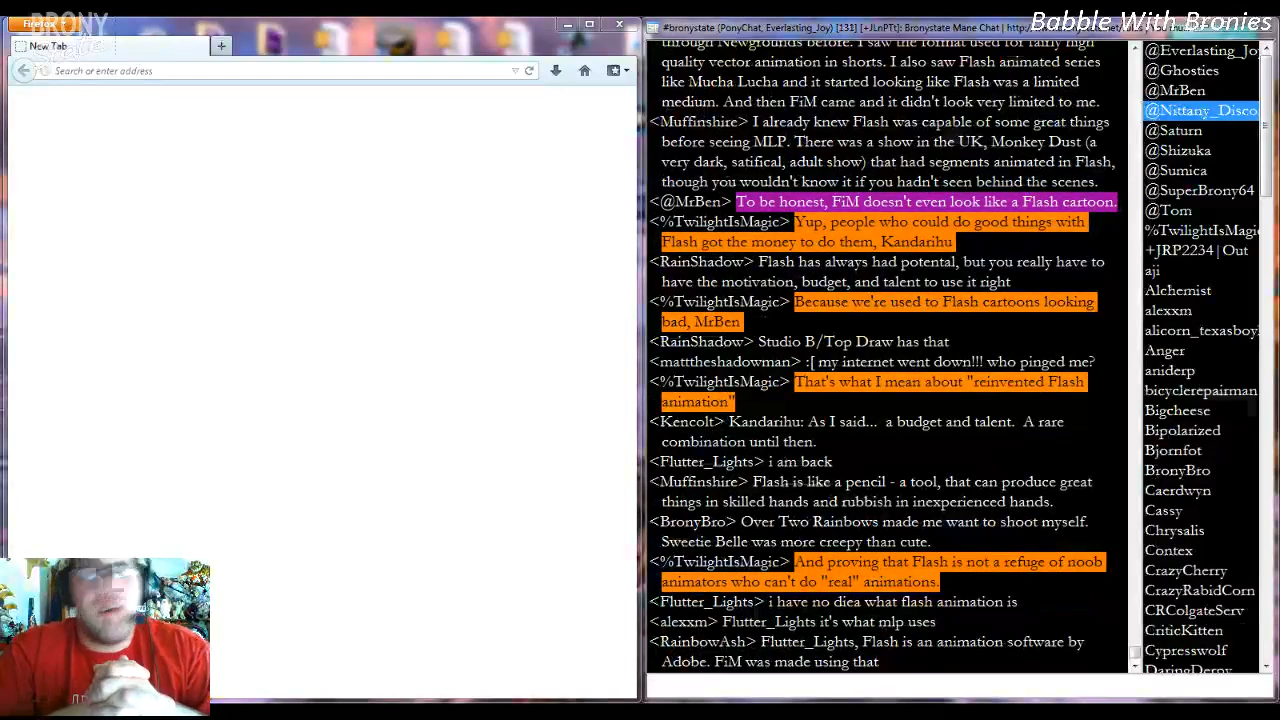 Firefox
BRONY
New Tab
Search or enter address
#bronystate (PonyChat, Everlasting_Joy) [131] [+JLnPTt]: Bronystate Mane Chat |
Babble With Bronies
through Newgrounds before. I saw the format used for fairly high
quality vector animation in shorts. I also saw Flash animated series
like Mucha Lucha and it started looking like Flash was a limited
medium. And then FiM came and it didn't look very limited to me.
<Muffinshire> I already knew Flash was capable of some great things
before seeing MLP. There was a show in the UK, Monkey Dust (a
very dark, satifical, adult show) that had segments animated in Flash,
though you wouldn't know it if you hadn't seen behind the scenes.
<@MrBen> To be honest, FiM doesn't even look like a Flash cartoon.
<%TwilightIsMagic> Yup, people who could do good things with
Flash got the money to do them, Kandarihu
<RainShadow> Flash has always had potental, but you really have to
have the motivation, budget, and talent to use it right
<%TwilightIsMagic> Because we're used to Flash cartoons looking
bad, MrBen
<RainShadow> Studio B/Top Draw has that
<matttheshadowman> :[ my internet went down!!! who pinged me?
<%TwilightIsMagic> That's what I mean about "reinvented Flash
animation"
<Kencolt> Kandarihu: As I said... a budget and talent. A rare
combination until then.
<Flutter_Lights> i am back
<Muffinshire> Flash is like a pencil - a tool, that can produce great
things in skilled hands and rubbish in inexperienced hands.
<BronyBro> Over Two Rainbows made me want to shoot myself.
Sweetie Belle was more creepy than cute.
<%TwilightIsMagic> And proving that Flash is not a refuge of noob
animators who can't do "real" animations.
<Flutter_Lights> i have no diea what flash animation is
<alexxm> Flutter_Lights it's what mlp uses
<RainbowAsh> Flutter_Lights, Flash is an animation software by
Adobe. FiM was made using that
@Everlasting_Jo
@Ghosties
@MrBen
@Nittany_Disco
@Saturn
@Shizuka
@Sumica
@SuperBrony64
@Tom
%TwilightIsMagic
+JRP2234|Out
aji
Alchemist
alexxm
alicorn_texasboy
Anger
aniderp
bicyclerepairman
Bigcheese
Bipolarized
Bjornfot
BronyBro
Caerdwyn
Cassy
Chrysalis
Contex
CrazyCherry
CrazyRabidCorn
CRColgateServ
CriticKitten
Cypresswolf
DaringDerpy